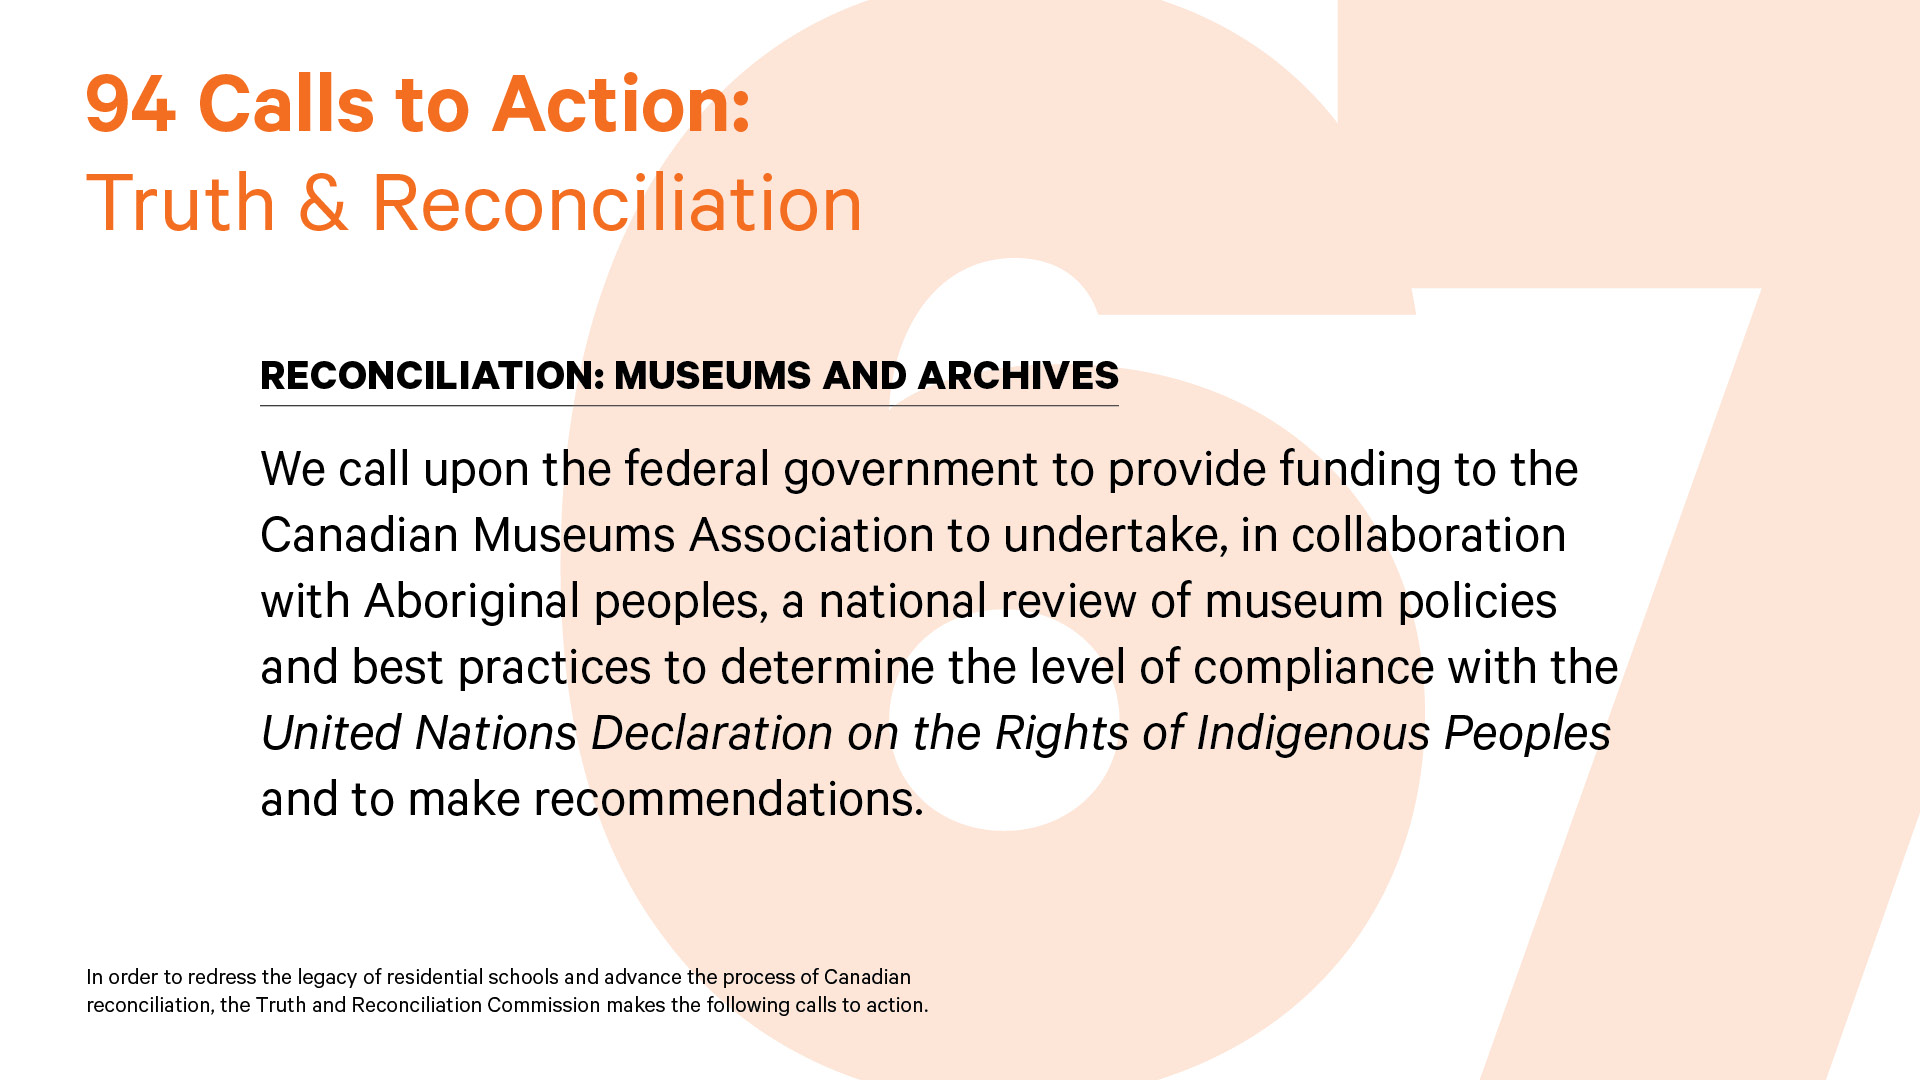 94 Calls to Action:
Truth & Reconciliation
67
RECONCILIATION: MUSEUMS AND ARCHIVES
We call upon the federal government to provide funding to the
Canadian Museums Association to undertake, in collaboration
with Aboriginal peoples, a national review of museum policies
and best practices to determine the level of compliance with the
United Nations Declaration on the Rights of Indigenous Peoples
and to make recommendations.
In order to redress the legacy of residential schools and advance the process of Canadian
reconciliation, the Truth and Reconciliation Commission makes the following calls to action.